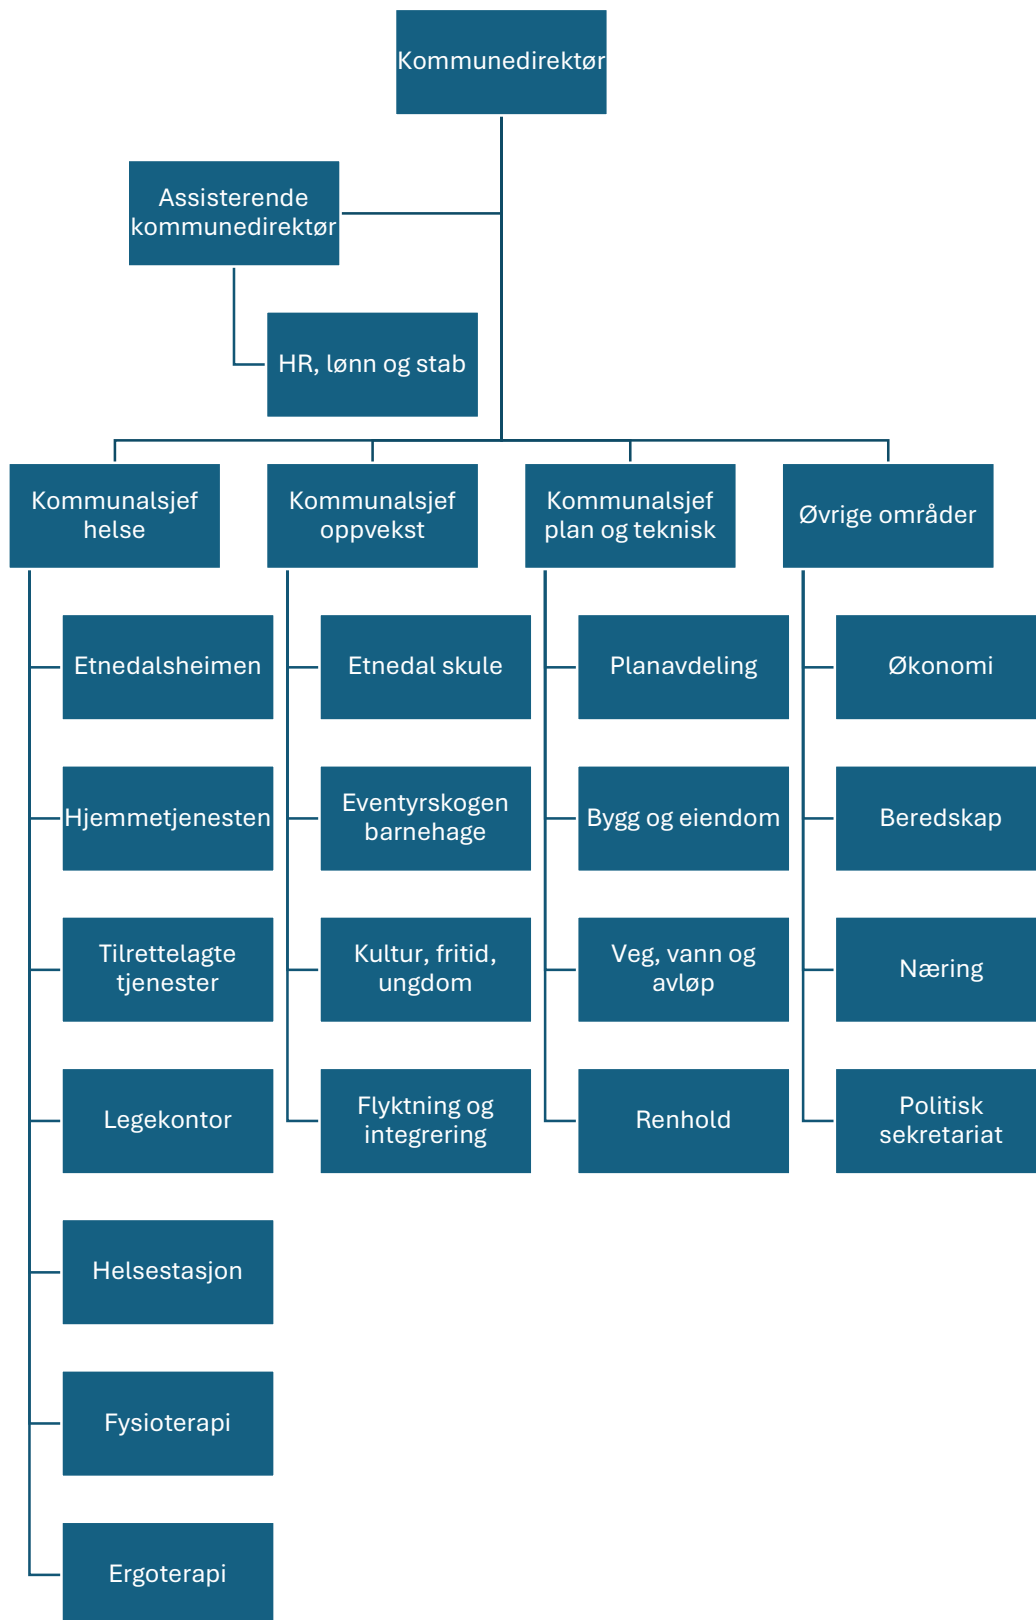 Kommunedirektør
Assisterende
kommunedirektør
HR, lønn og stab
Kommunalsjef
helse
Kommunalsjef
oppvekst
Kommunalsjef
plan og teknisk
Øvrige områder
Etnedalsheimen
Etnedal skule
Planavdeling
Økonomi
Hjemmetjenesten
Eventyrskogen
barnehage
Bygg og eiendom
Beredskap
Tilrettelagte
tjenester
Kultur, fritid,
ungdom
Veg, vann og
avløp
Næring
Legekontor
Flyktning og
integrering
Renhold
Politisk
sekretariat
Helsestasjon
Fysioterapi
Ergoterapi